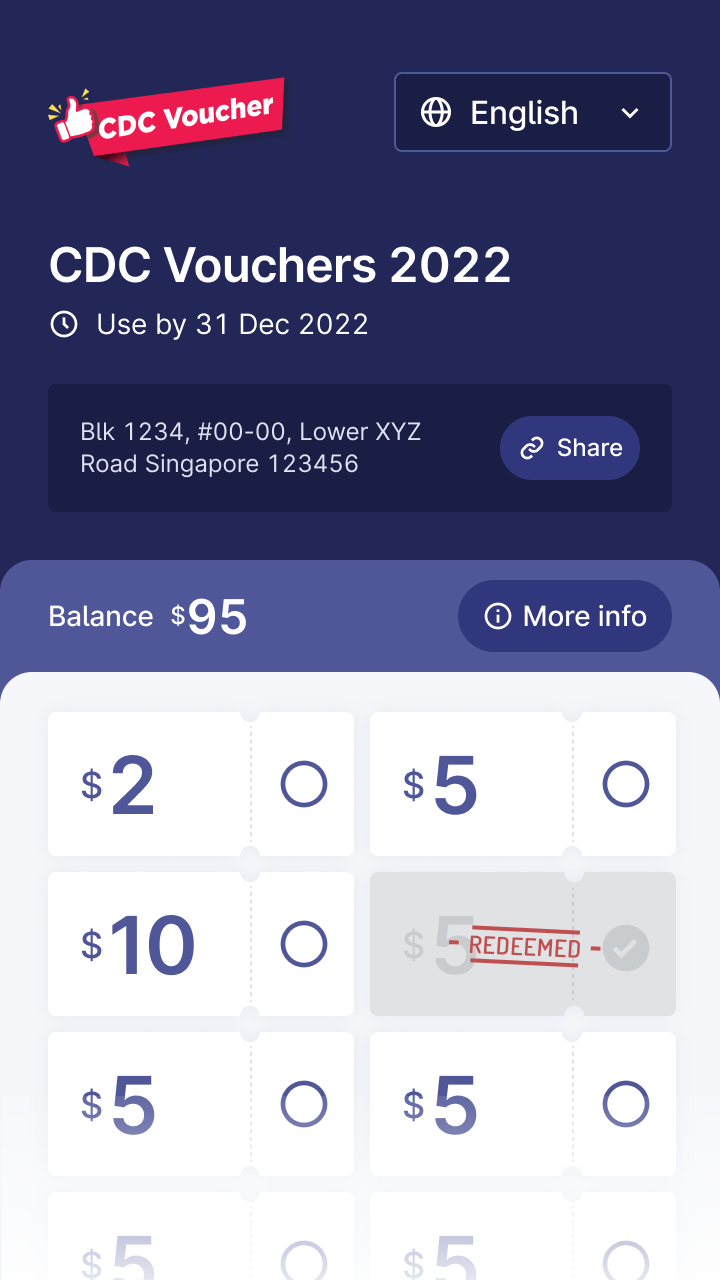 CDC Voucher
English
CDC Vouchers 2022
Use by 31 Dec 2022
Blk 1234, #00-00, Lower XYZ
Road Singapore 123456
Share
Balance $95
More info
$2
$5
$10
$5 REDEEMED
$5
$5
$5
$5